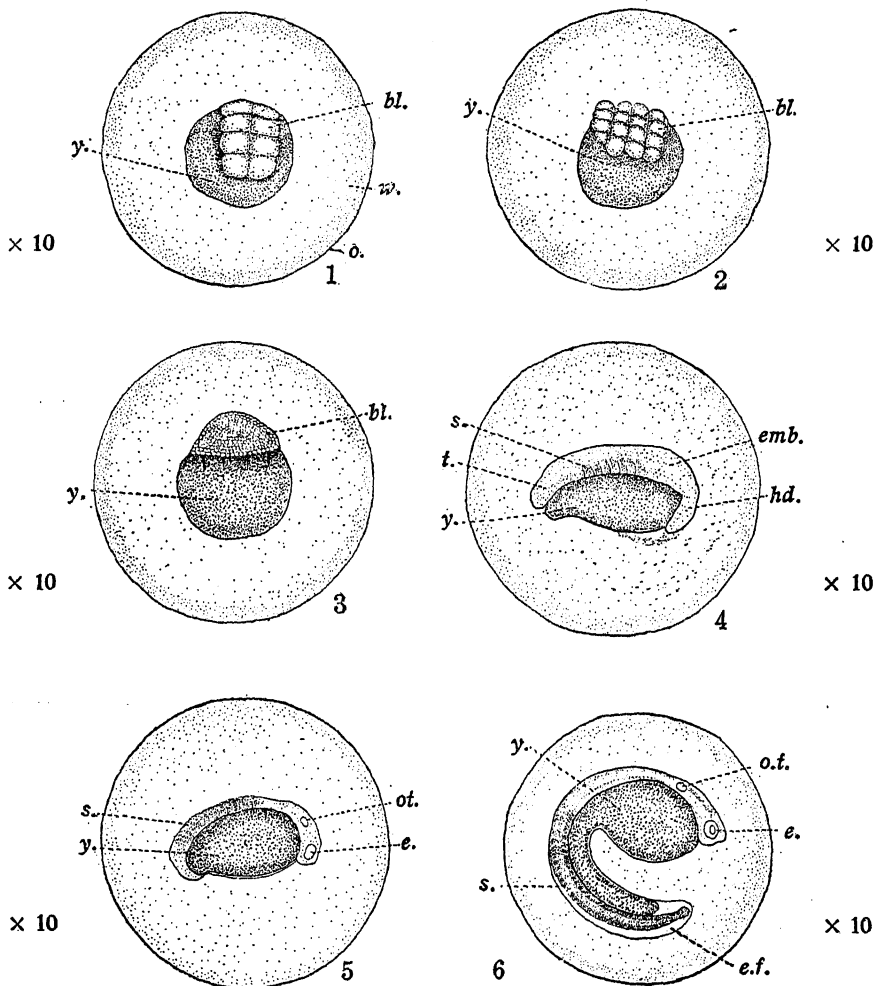 bl.
y.
w.
o.
× 10
1
y.
bl.
× 10
2
bl.
y.
× 10
3
s.
emb.
t.
hd.
y.
× 10
4
s.
ot.
y.
e.
× 10
5
y.
o.t.
e.
s.
e.f.
× 10
6